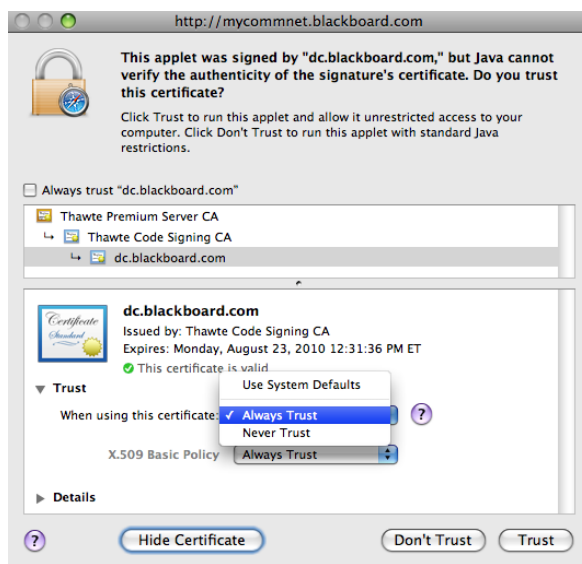 http://mycommnet.blackboard.com
This applet was signed by "dc.blackboard.com," but Java cannot
verify the authenticity of the signature's certificate. Do you trust
this certificate?
Click Trust to run this applet and allow it unrestricted access to your
computer. Click Don't Trust to run this applet with standard Java
restrictions.
Always trust "dc.blackboard.com"
Thawte Premium Server CA
Thawte Code Signing CA
dc.blackboard.com
Certificate
Standard
dc.blackboard.com
Issued by: Thawte Code Signing CA
Expires: Monday, August 23, 2010 12:31:36 PM ET
This certificate is valid
Trust
Use System Defaults
When using this certificate: ✓ Always Trust ?
Never Trust
X.509 Basic Policy Always Trust
Details
? Hide Certificate Don't Trust Trust